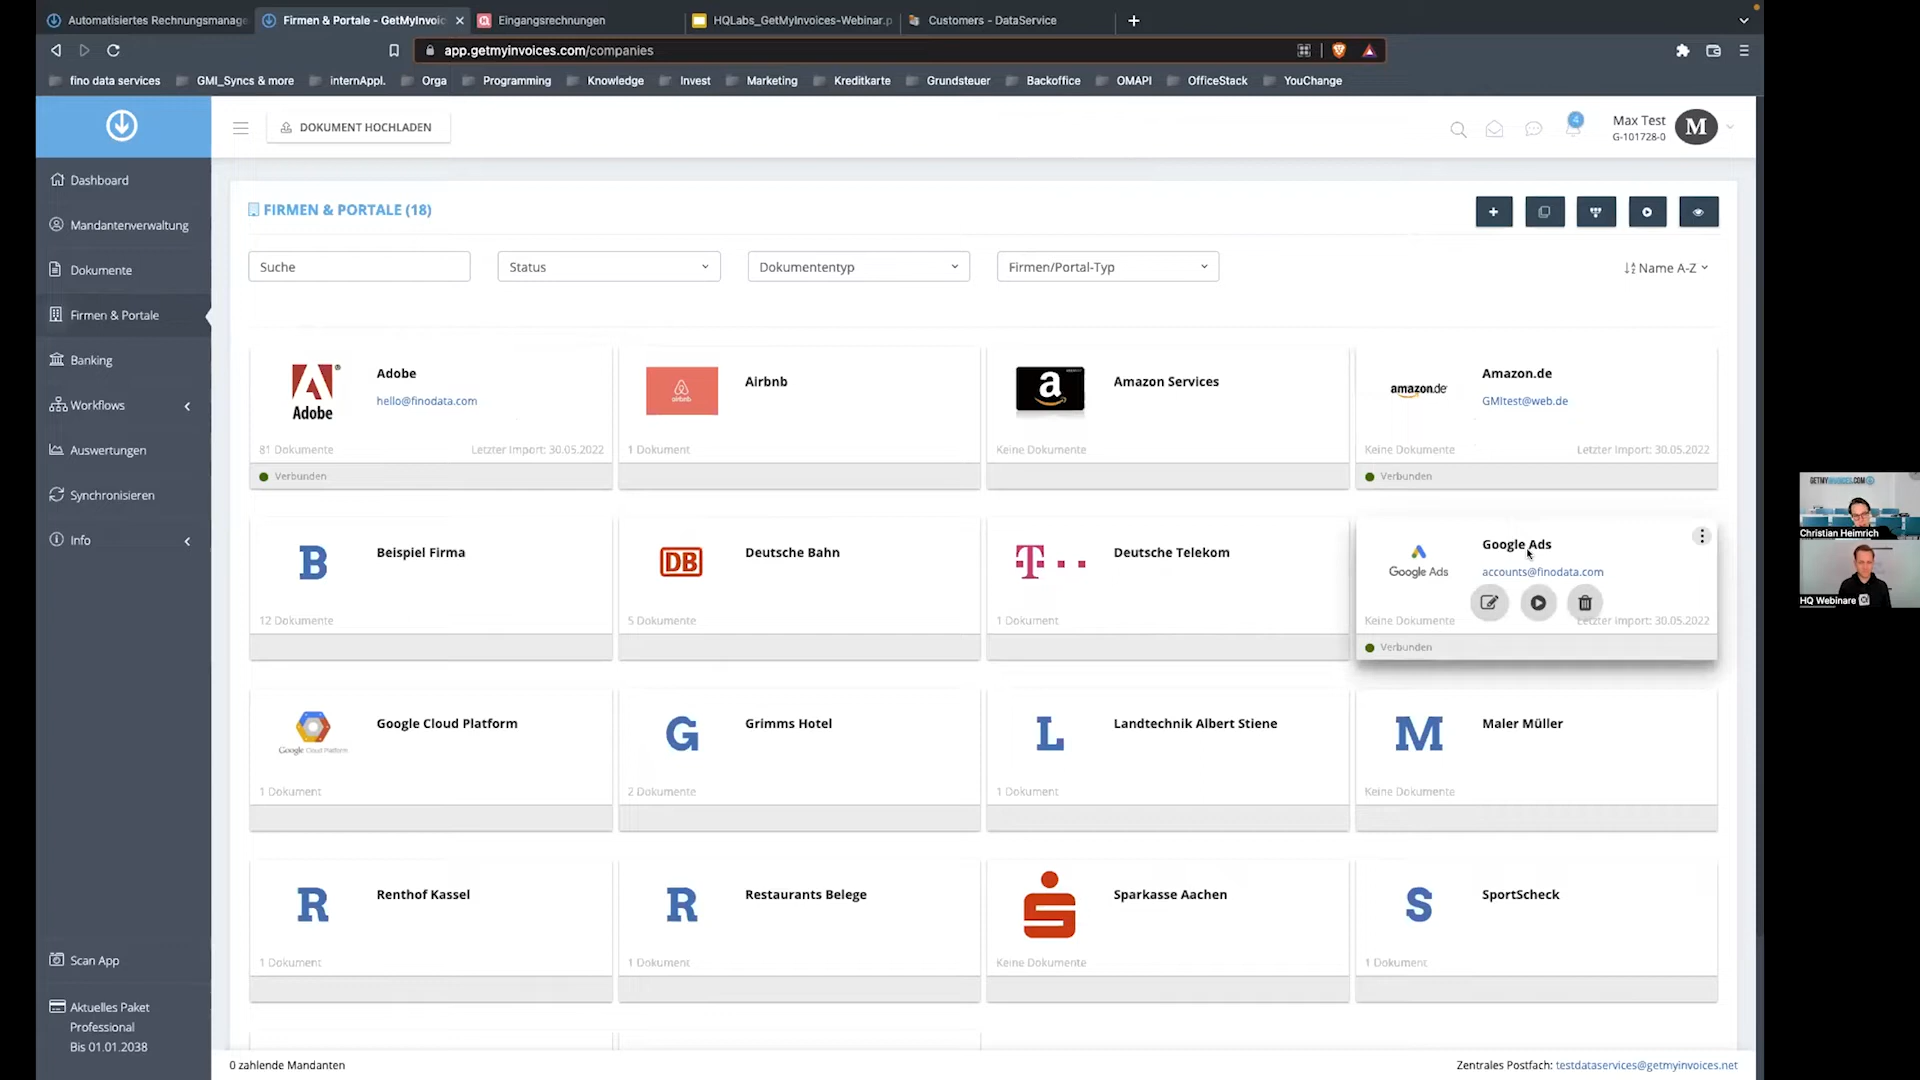 Automatisiertes Rechnungsmanage
Firmen & Portale - GetMyInvoic
Eingangsrechnungen
HQLabs_GetMyInvoices-Webinar.p
Customers - DataService
app.getmyinvoices.com/companies
fino data services
GMI_Syncs & more
internAppl.
Orga
Programming
Knowledge
Invest
Marketing
Kreditkarte
Grundsteuer
Backoffice
OMAPI
OfficeStack
YouChange
DOKUMENT HOCHLADEN
4
Max Test
G-101728-0
M
Dashboard
Mandantenverwaltung
Dokumente
Firmen & Portale
Banking
Workflows
Auswertungen
Synchronisieren
Info
Scan App
Aktuelles Paket
Professional
Bis 01.01.2038
FIRMEN & PORTALE (18)
Suche
Status
Dokumententyp
Firmen/Portal-Typ
Name A-Z
Adobe
Adobe
hello@finodata.com
81 Dokumente
Letzter Import: 30.05.2022
Verbunden
airbnb
Airbnb
1 Dokument
a
Amazon Services
Keine Dokumente
amazon.de
Amazon.de
GMItest@web.de
Keine Dokumente
Letzter Import: 30.05.2022
Verbunden
B
Beispiel Firma
12 Dokumente
DB
Deutsche Bahn
5 Dokumente
T
Deutsche Telekom
1 Dokument
Google Ads
Google Ads
accounts@finodata.com
Keine Dokumente
Letzter Import: 30.05.2022
Verbunden
Google Cloud Platform
Google Cloud Platform
1 Dokument
G
Grimms Hotel
2 Dokumente
L
Landtechnik Albert Stiene
1 Dokument
M
Maler Müller
Keine Dokumente
R
Renthof Kassel
1 Dokument
R
Restaurants Belege
1 Dokument
Sparkasse Aachen
Keine Dokumente
S
SportScheck
1 Dokument
0 zahlende Mandanten
Zentrales Postfach: testdataservices@getmyinvoices.net
GETMYINVOICES.COM
Christian Heimrich
HQ Webinare